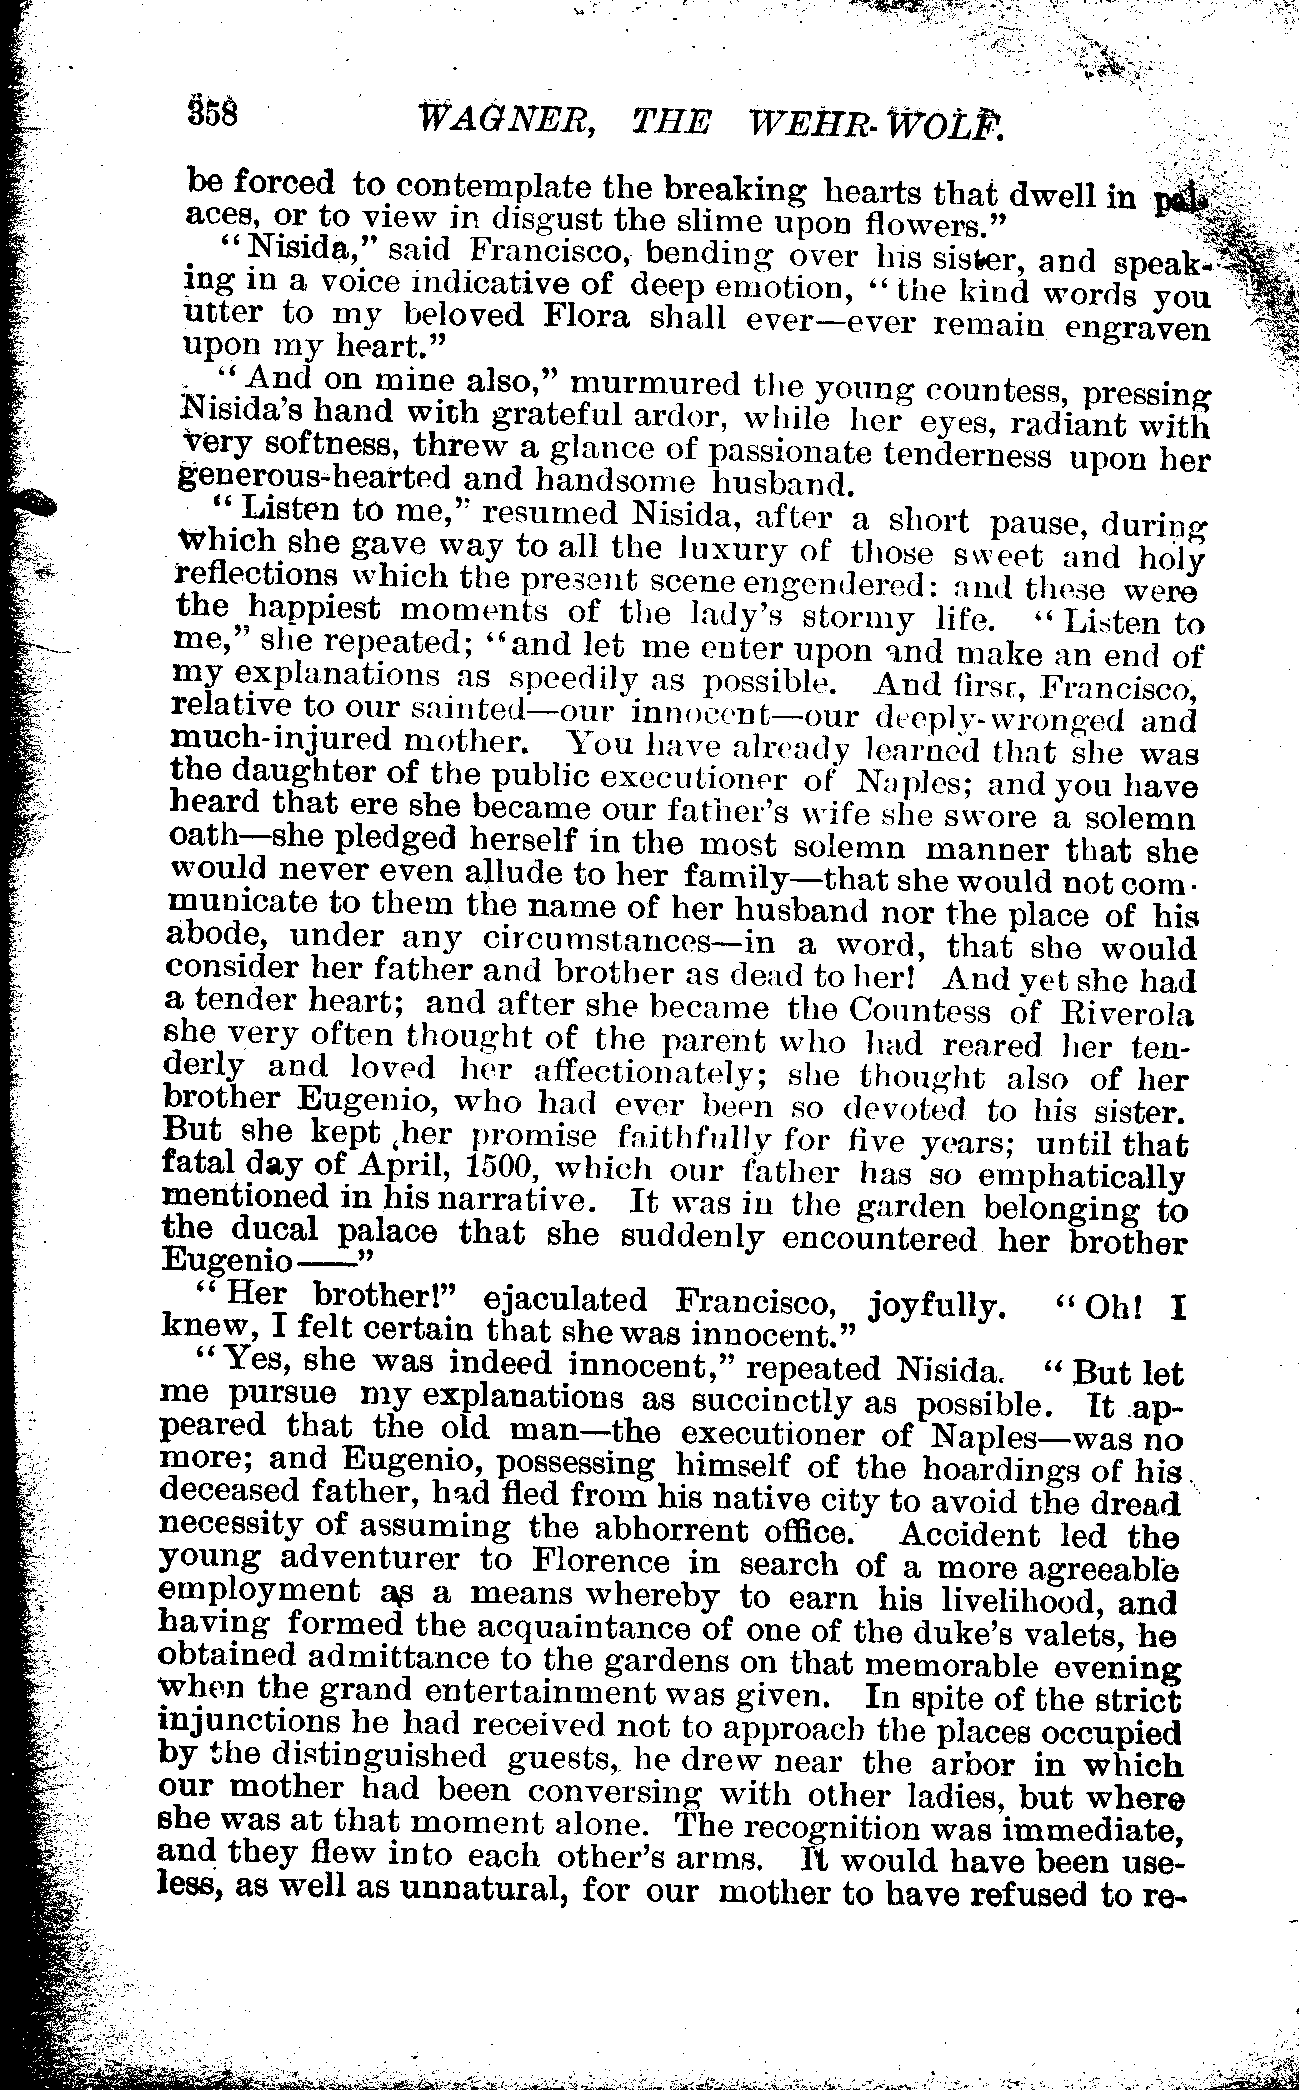 358 WAGNER, THE WEHR-WOLF.
be forced to contemplate the breaking hearts that dwell in pal-
aces, or to view in disgust the slime upon flowers.”
“Nisida,” said Francisco, bending over his sister, and speak-
ing in a voice indicative of deep emotion, “the kind words you
utter to my beloved Flora shall ever—ever remain engraven
upon my heart.”
“And on mine also,” murmured the young countess, pressing
Nisida’s hand with grateful ardor, while her eyes, radiant with
very softness, threw a glance of passionate tenderness upon her
generous-hearted and handsome husband.
“Listen to me,” resumed Nisida, after a short pause, during
which she gave way to all the luxury of those sweet and holy
reflections which the present scene engendered: and these were
the happiest moments of the lady’s stormy life. “Listen to
me,” she repeated; “and let me enter upon and make an end of
my explanations as speedily as possible. And first, Francisco,
relative to our sainted—our innocent—our deeply-wronged and
much-injured mother. You have already learned that she was
the daughter of the public executioner of Naples; and you have
heard that ere she became our father’s wife she swore a solemn
oath—she pledged herself in the most solemn manner that she
would never even allude to her family—that she would not com-
municate to them the name of her husband nor the place of his
abode, under any circumstances—in a word, that she would
consider her father and brother as dead to her! And yet she had
a tender heart; and after she became the Countess of Riverola
she very often thought of the parent who had reared her ten-
derly and loved her affectionately; she thought also of her
brother Eugenio, who had ever been so devoted to his sister.
But she kept her promise faithfully for five years; until that
fatal day of April, 1500, which our father has so emphatically
mentioned in his narrative. It was in the garden belonging to
the ducal palace that she suddenly encountered her brother
Eugenio——”
“Her brother!” ejaculated Francisco, joyfully. “Oh! I
knew, I felt certain that she was innocent.”
“Yes, she was indeed innocent,” repeated Nisida. “But let
me pursue my explanations as succinctly as possible. It ap-
peared that the old man—the executioner of Naples—was no
more; and Eugenio, possessing himself of the hoardings of his
deceased father, had fled from his native city to avoid the dread
necessity of assuming the abhorrent office. Accident led the
young adventurer to Florence in search of a more agreeable
employment as a means whereby to earn his livelihood, and
having formed the acquaintance of one of the duke’s valets, he
obtained admittance to the gardens on that memorable evening
when the grand entertainment was given. In spite of the strict
injunctions he had received not to approach the places occupied
by the distinguished guests, he drew near the arbor in which
our mother had been conversing with other ladies, but where
she was at that moment alone. The recognition was immediate,
and they flew into each other’s arms. It would have been use-
less, as well as unnatural, for our mother to have refused to re-